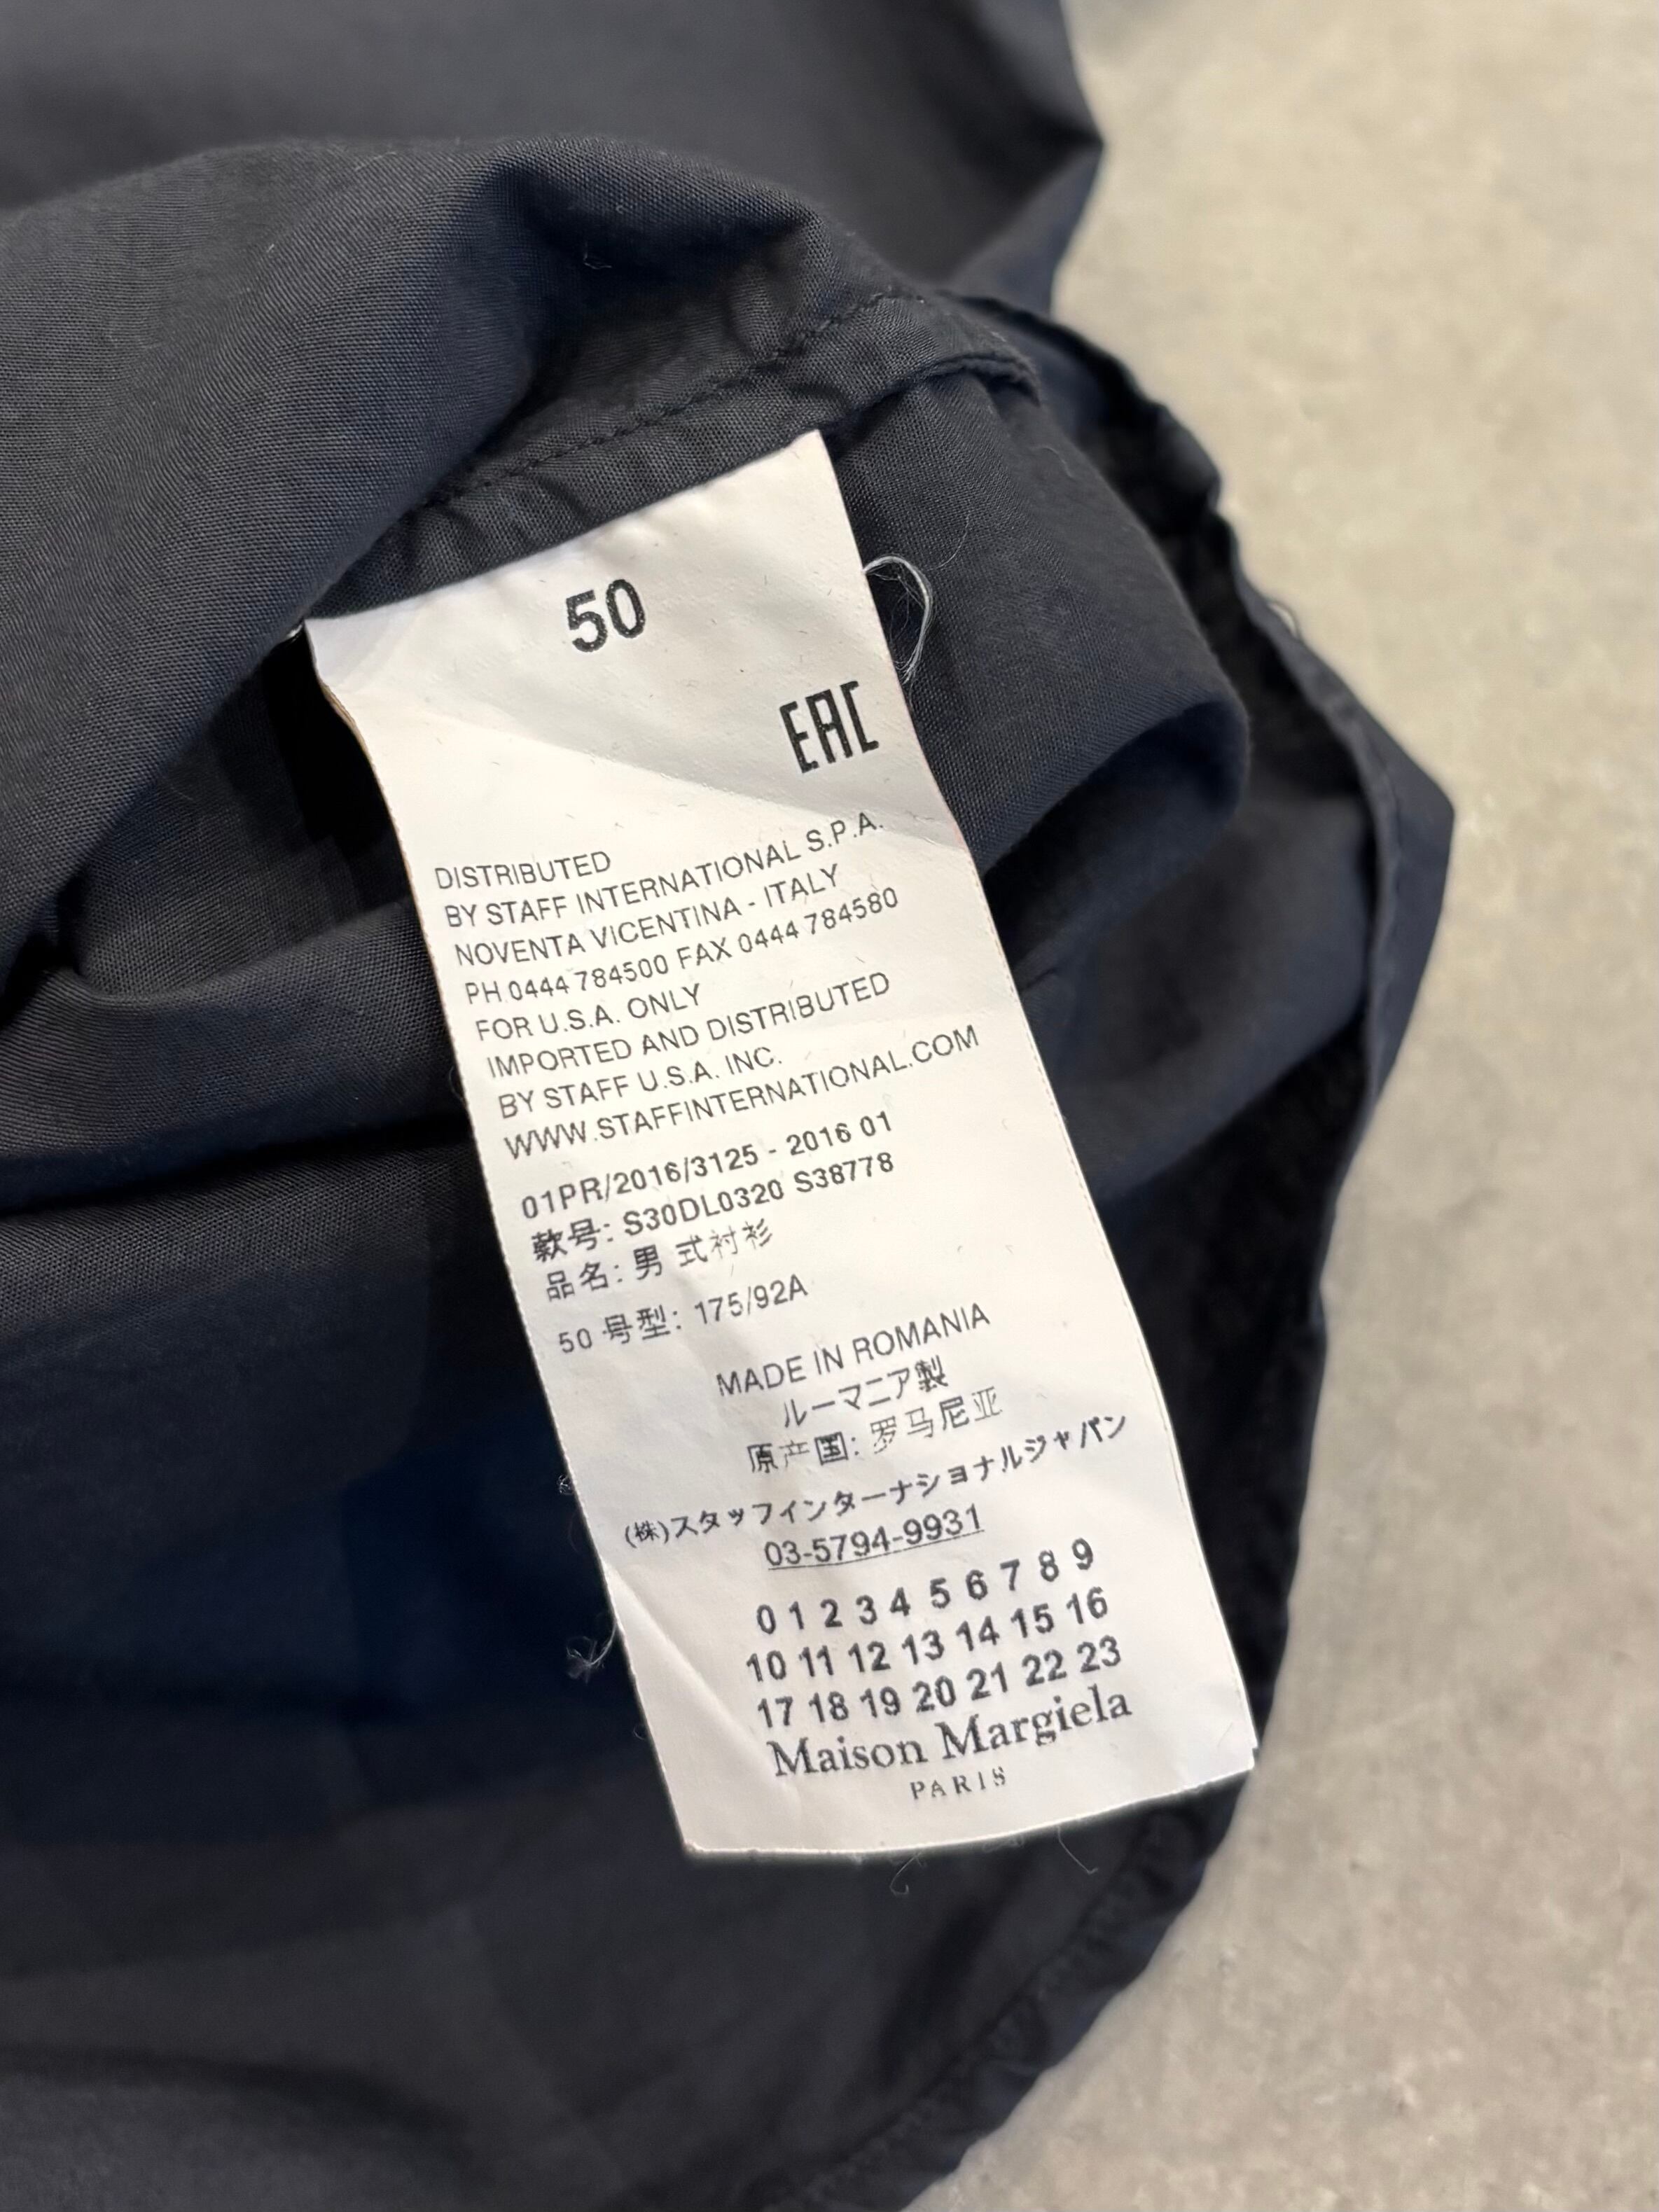 50
EAC
DISTRIBUTED
BY STAFF INTERNATIONAL S.P.A.
NOVENTA VICENTINA - ITALY
PH 0444 784500 FAX 0444 784580
FOR U.S.A. ONLY
IMPORTED AND DISTRIBUTED
BY STAFF U.S.A. INC.
WWW.STAFFINTERNATIONAL.COM
01PR/2016/3125 - 2016 01
款号: S30DL0320 S38778
品名: 男 式衬衫
50 号型: 175/92A
MADE IN ROMANIA
ルーマニア製
原产国: 罗马尼亚
(株)スタッフインターナショナルジャパン
03-5794-9931
0 1 2 3 4 5 6 7 8 9
10 11 12 13 14 15 16
17 18 19 20 21 22 23
Maison Margiela
PARIS